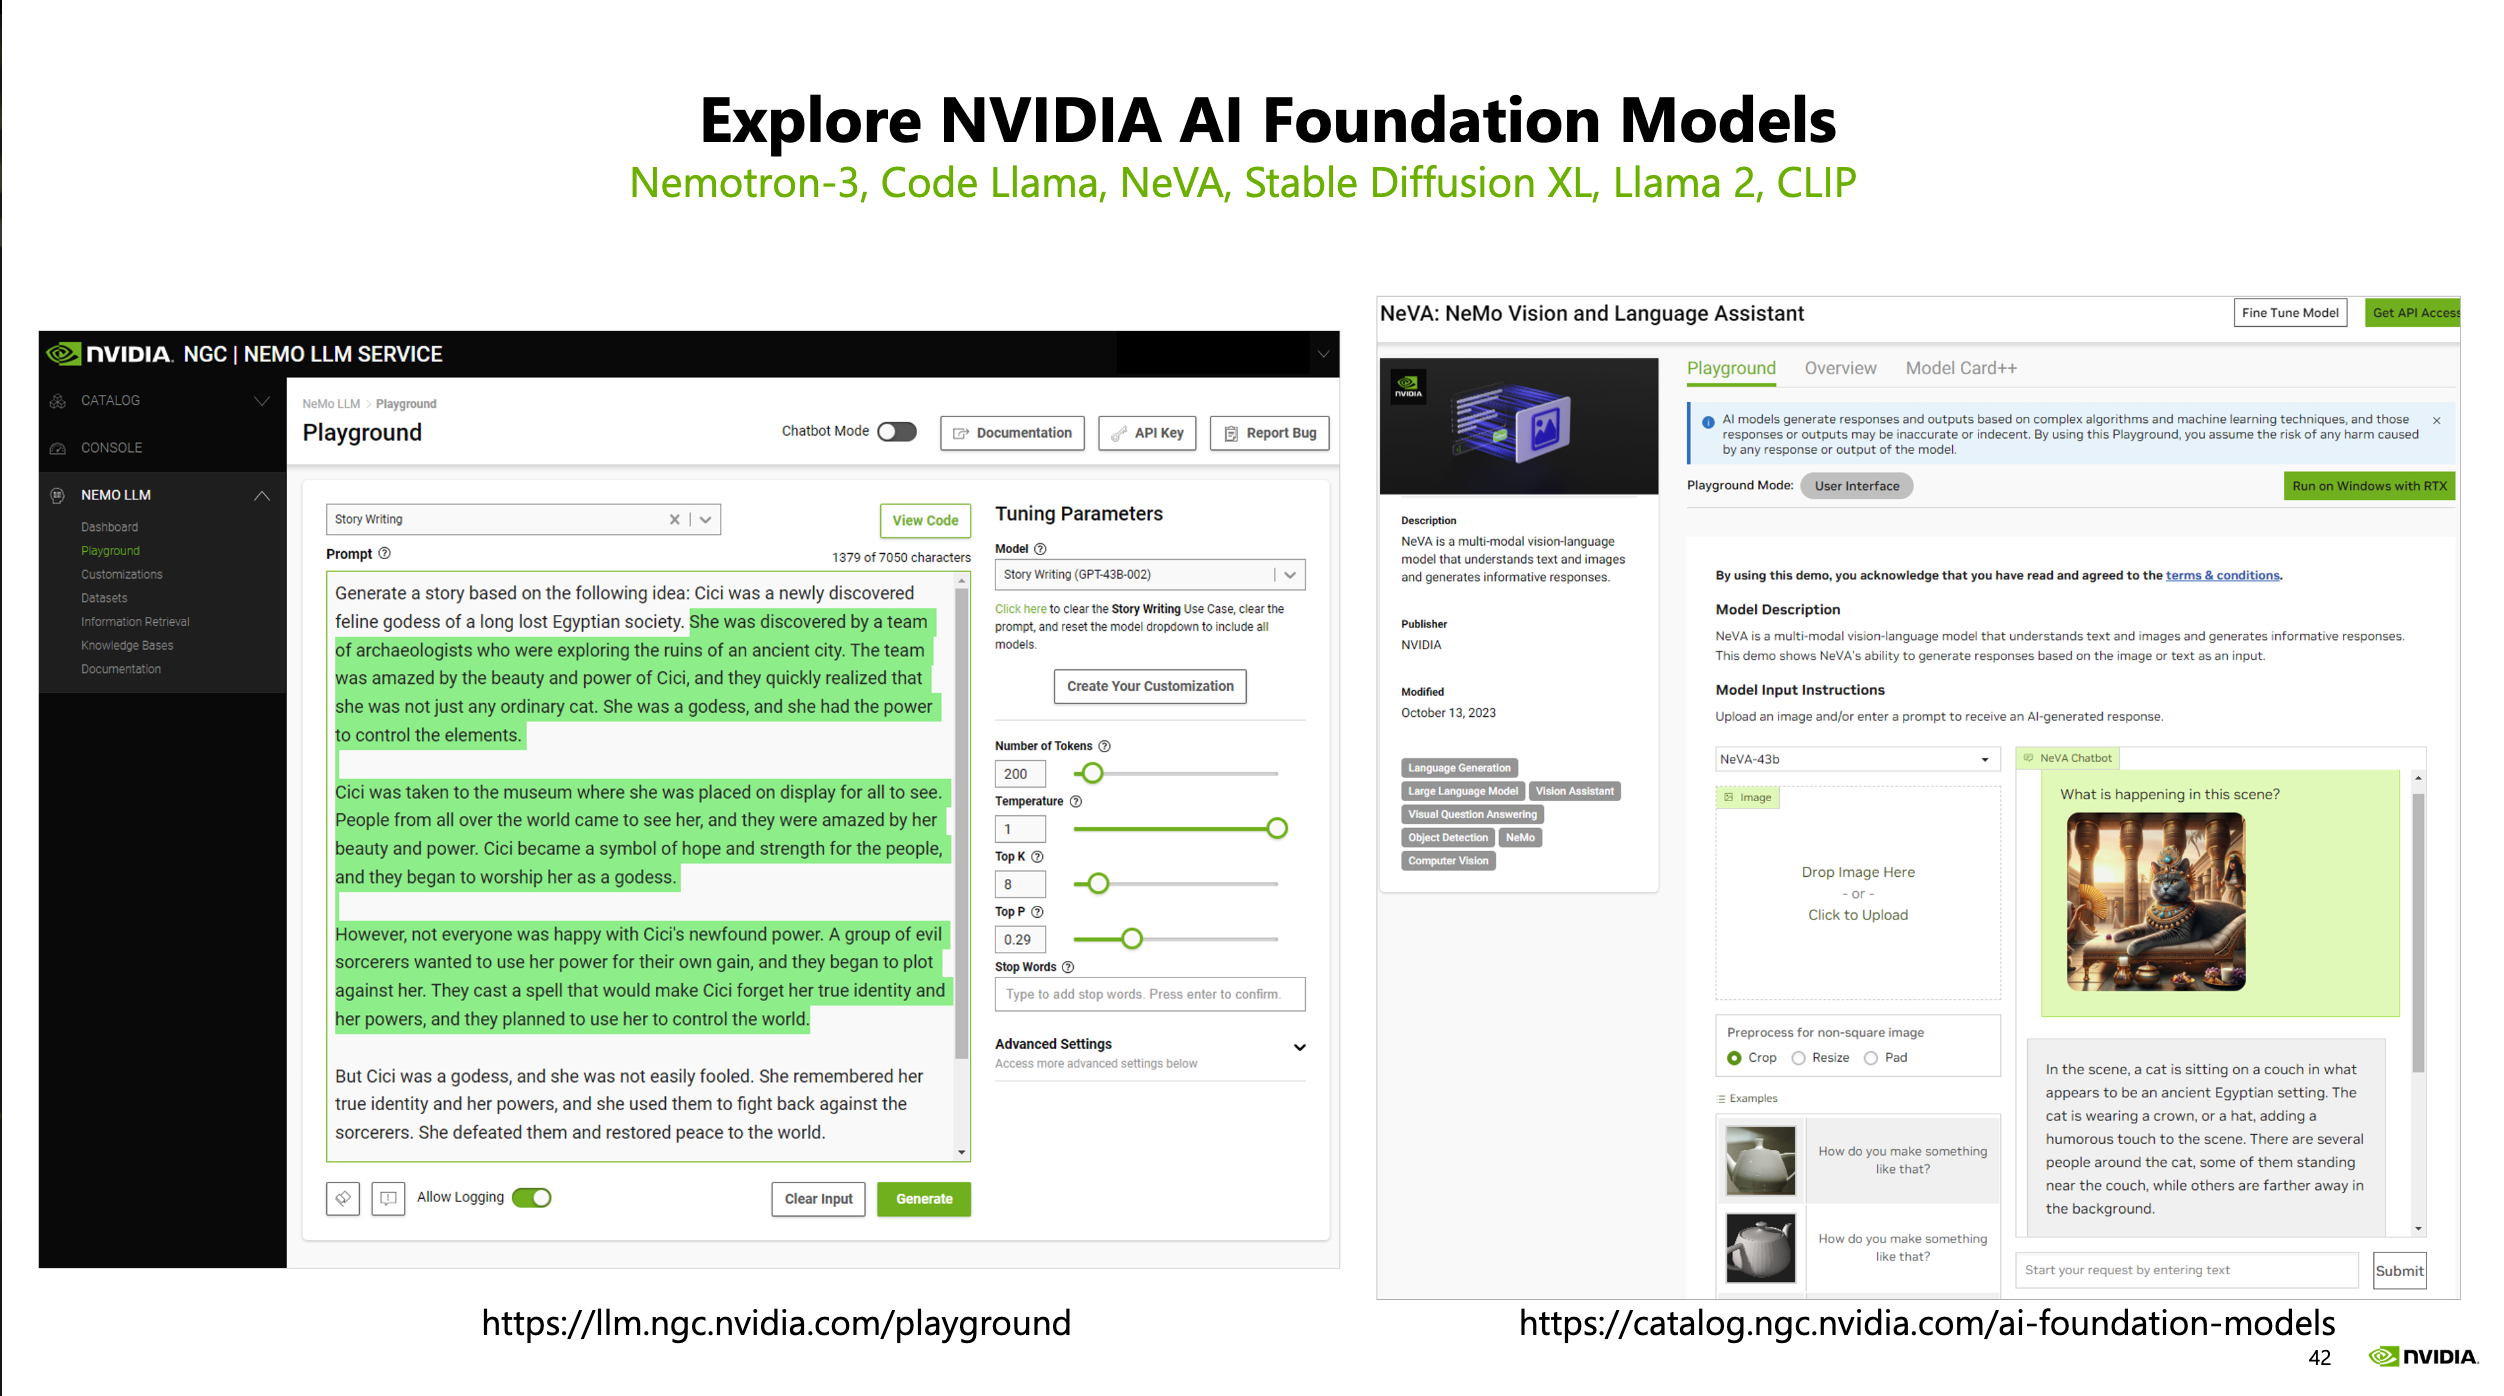 Explore NVIDIA AI Foundation Models
Nemotron-3, Code Llama, NeVA, Stable Diffusion XL, Llama 2, CLIP
NVIDIA. NGC | NEMO LLM SERVICE
CATALOG
CONSOLE
NEMO LLM
Dashboard
Playground
Customizations
Datasets
Information Retrieval
Knowledge Bases
Documentation
NeMo LLM > Playground
Playground
Chatbot Mode
Documentation
API Key
Report Bug
Story Writing
View Code
Prompt
1379 of 7050 characters
Generate a story based on the following idea: Cici was a newly discovered
feline godess of a long lost Egyptian society. She was discovered by a team
of archaeologists who were exploring the ruins of an ancient city. The team
was amazed by the beauty and power of Cici, and they quickly realized that
she was not just any ordinary cat. She was a godess, and she had the power
to control the elements.
Cici was taken to the museum where she was placed on display for all to see.
People from all over the world came to see her, and they were amazed by her
beauty and power. Cici became a symbol of hope and strength for the people,
and they began to worship her as a godess.
However, not everyone was happy with Cici's newfound power. A group of evil
sorcerers wanted to use her power for their own gain, and they began to plot
against her. They cast a spell that would make Cici forget her true identity and
her powers, and they planned to use her to control the world.
But Cici was a godess, and she was not easily fooled. She remembered her
true identity and her powers, and she used them to fight back against the
sorcerers. She defeated them and restored peace to the world.
Allow Logging
Clear Input
Generate
Tuning Parameters
Model
Story Writing (GPT-43B-002)
Click here to clear the Story Writing Use Case, clear the
prompt, and reset the model dropdown to include all
models.
Create Your Customization
Number of Tokens
200
Temperature
1
Top K
8
Top P
0.29
Stop Words
Type to add stop words. Press enter to confirm.
Advanced Settings
Access more advanced settings below
https://llm.ngc.nvidia.com/playground
NeVA: NeMo Vision and Language Assistant
Fine Tune Model
Get API Access
NVIDIA
Description
NeVA is a multi-modal vision-language
model that understands text and images
and generates informative responses.
Publisher
NVIDIA
Modified
October 13, 2023
Language Generation
Large Language Model
Vision Assistant
Visual Question Answering
Object Detection
NeMo
Computer Vision
Playground
Overview
Model Card++
AI models generate responses and outputs based on complex algorithms and machine learning techniques, and those
responses or outputs may be inaccurate or indecent. By using this Playground, you assume the risk of any harm caused
by any response or output of the model.
Playground Mode:
User Interface
Run on Windows with RTX
By using this demo, you acknowledge that you have read and agreed to the terms & conditions.
Model Description
NeVA is a multi-modal vision-language model that understands text and images and generates informative responses.
This demo shows NeVA's ability to generate responses based on the image or text as an input.
Model Input Instructions
Upload an image and/or enter a prompt to receive an AI-generated response.
NeVA-43b
Image
Drop Image Here
- or -
Click to Upload
Preprocess for non-square image
Crop
Resize
Pad
Examples
How do you make something
like that?
How do you make something
like that?
NeVA Chatbot
What is happening in this scene?
In the scene, a cat is sitting on a couch in what
appears to be an ancient Egyptian setting. The
cat is wearing a crown, or a hat, adding a
humorous touch to the scene. There are several
people around the cat, some of them standing
near the couch, while others are farther away in
the background.
Start your request by entering text
Submit
https://catalog.ngc.nvidia.com/ai-foundation-models
42
NVIDIA.